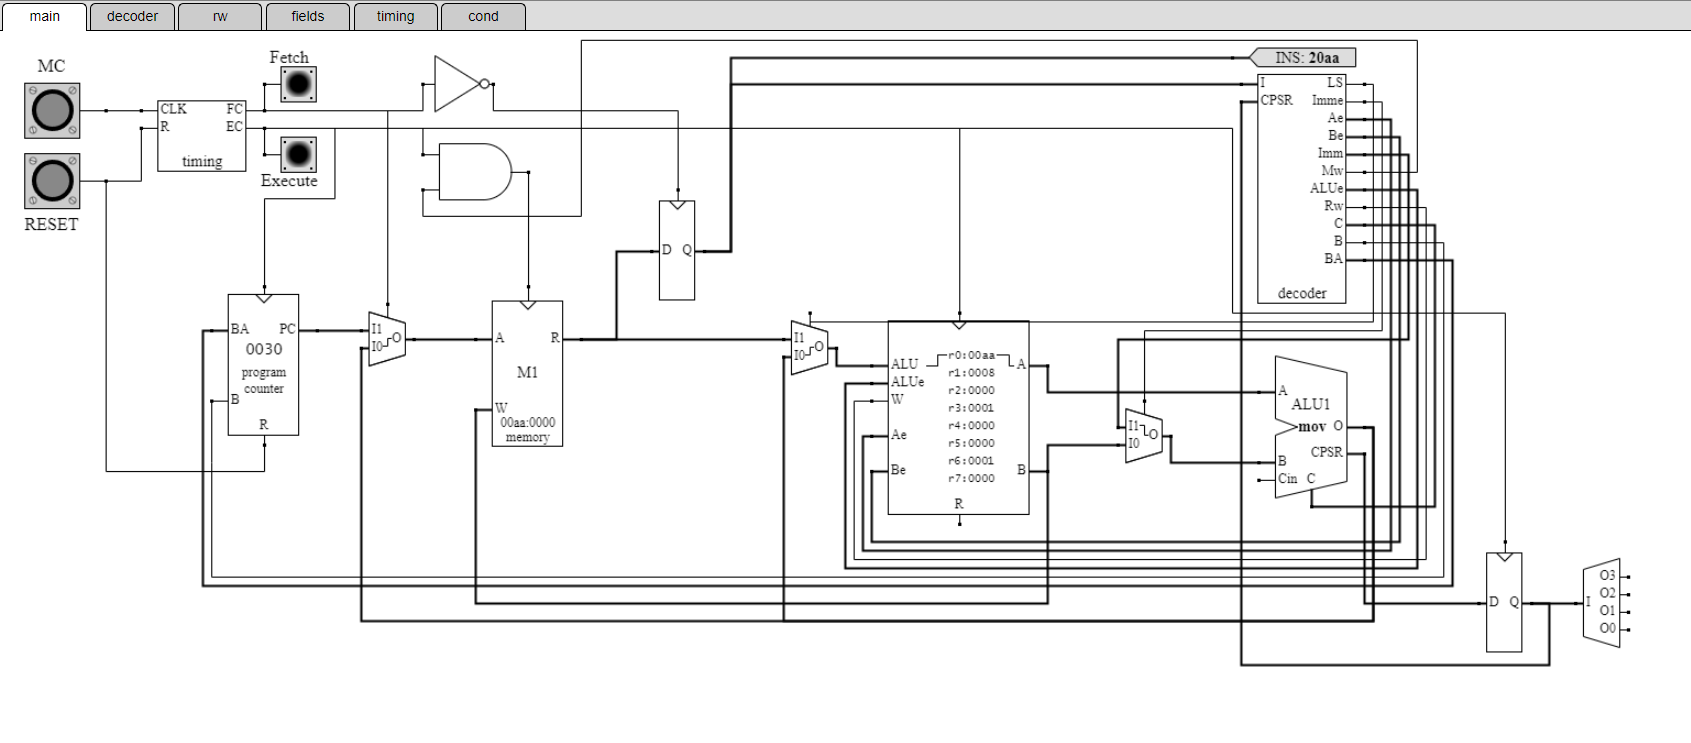 main decoder rw fields timing cond
MC
Fetch
INS: 20aa
CLK FC
R EC
timing
Execute
RESET
I LS
CPSR Imme
Ae
Be
Imm
Mw
ALUe
Rw
C
B
BA
decoder
D Q
BA PC
0030
program
counter
B
R
I1
I0 O
A R
M1
W
00aa:0000
memory
I1
I0 O
ALU r0:00aa A
ALUe r1:0008
W r2:0000
r3:0001
Ae r4:0000
r5:0000
Be r6:0001 B
r7:0000
R
I1 O
I0
A
ALU1
mov O
CPSR
B
Cin C
D Q
O3
O2
I O1
O0